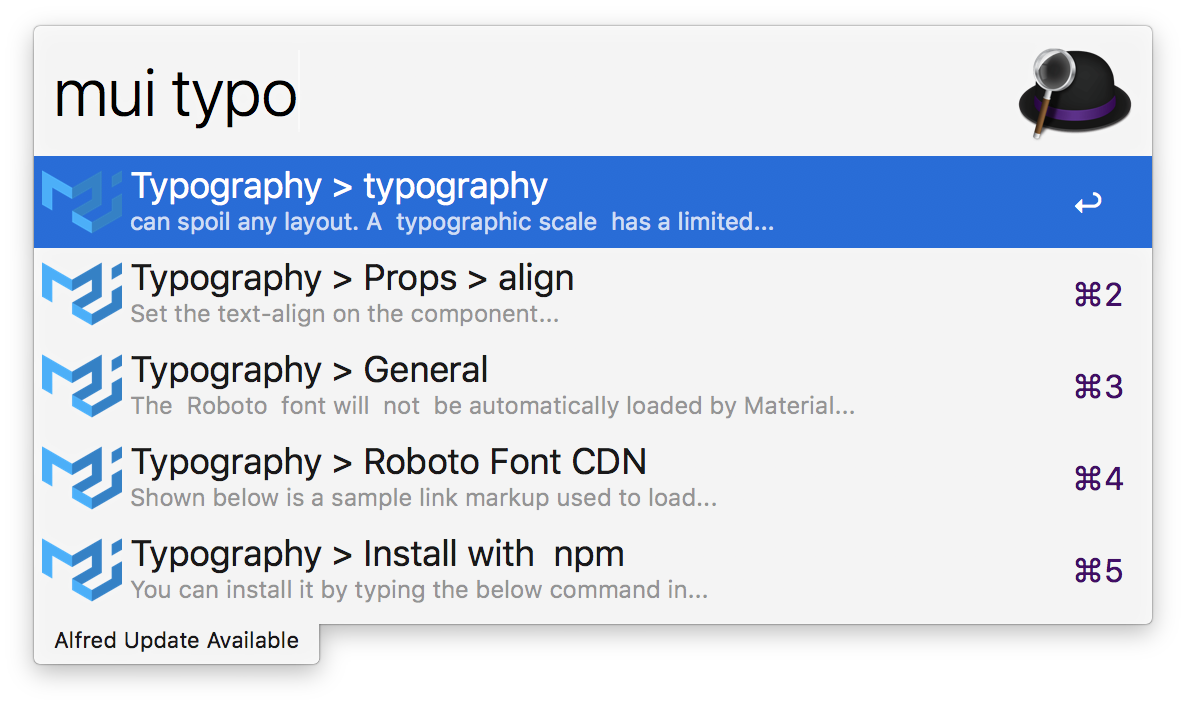 mui typo
Typography > typography
can spoil any layout. A  typographic scale  has a limited...
↩
Typography > Props > align
Set the text-align on the component...
⌘2
Typography > General
The  Roboto  font will  not  be automatically loaded by Material...
⌘3
Typography > Roboto Font CDN
Shown below is a sample link markup used to load...
⌘4
Typography > Install with  npm
You can install it by typing the below command in...
⌘5
Alfred Update Available